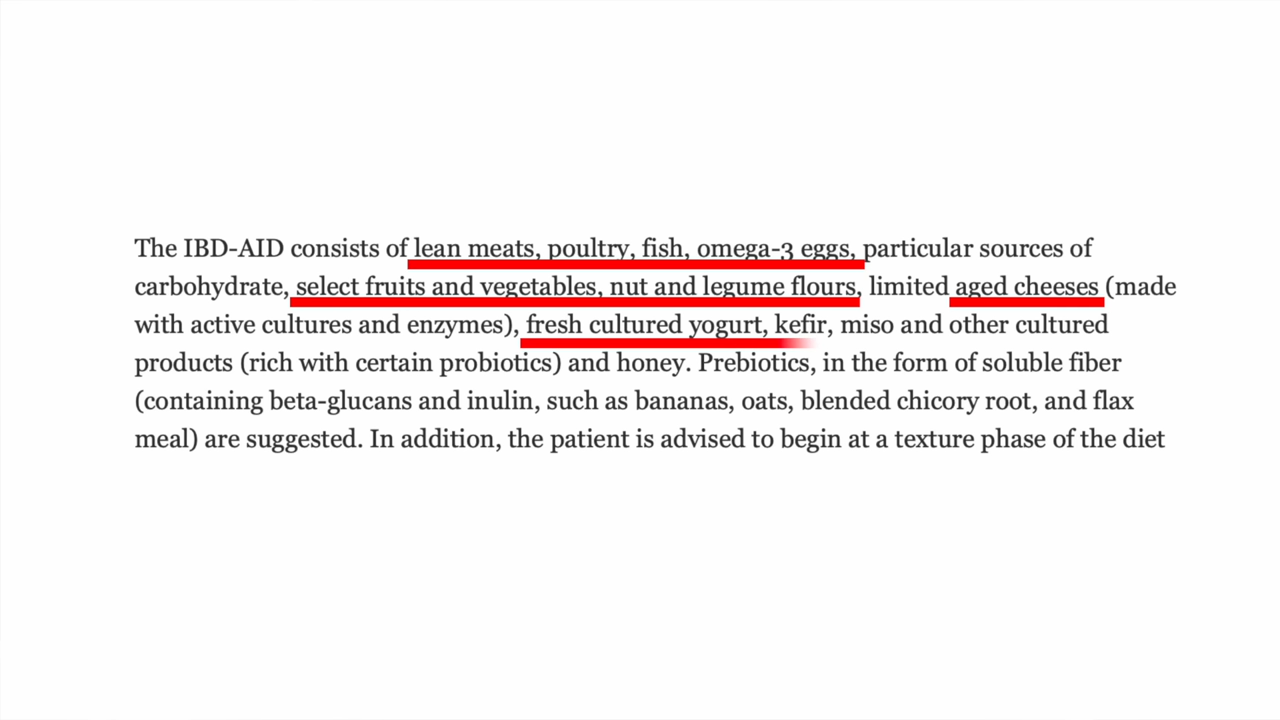 The IBD-AID consists of lean meats, poultry, fish, omega-3 eggs, particular sources of
carbohydrate, select fruits and vegetables, nut and legume flours, limited aged cheeses (made
with active cultures and enzymes), fresh cultured yogurt, kefir, miso and other cultured
products (rich with certain probiotics) and honey. Prebiotics, in the form of soluble fiber
(containing beta-glucans and inulin, such as bananas, oats, blended chicory root, and flax
meal) are suggested. In addition, the patient is advised to begin at a texture phase of the diet